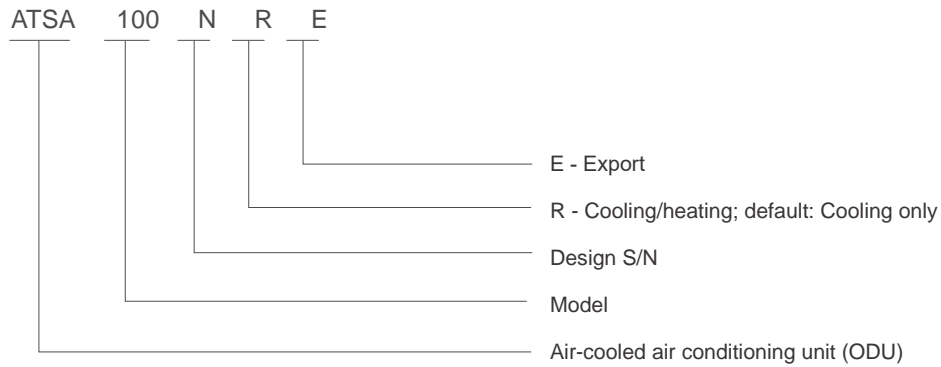 ATSA 100 N R E
E - Export
R - Cooling/heating; default: Cooling only
Design S/N
Model
Air-cooled air conditioning unit (ODU)